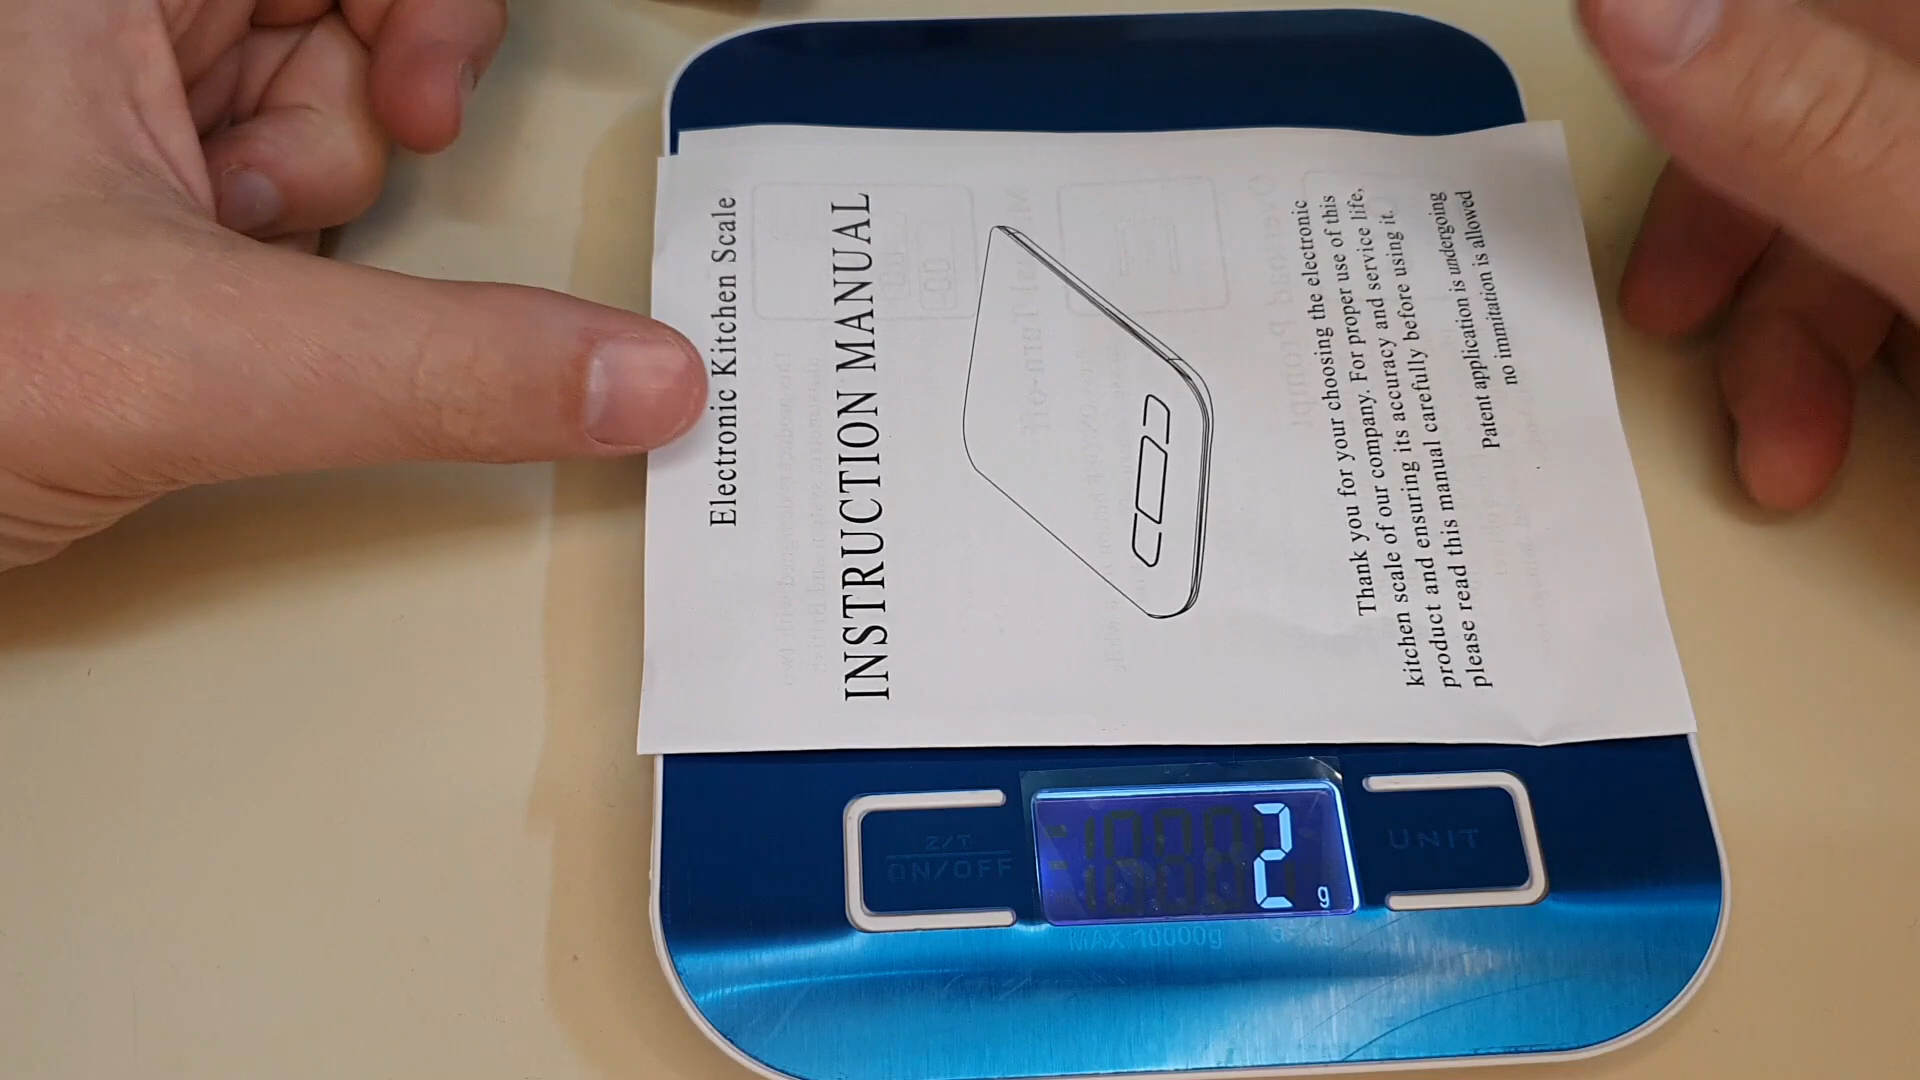 Electronic Kitchen Scale
INSTRUCTION MANUAL
Thank you for your choosing the electronic
kitchen scale of our company. For proper use of this
product and ensuring its accuracy and service life,
please read this manual carefully before using it.
Patent application is undergoing
no immitation is allowed
Z/T
ON/OFF
2
g
UNIT
MAX.10000g